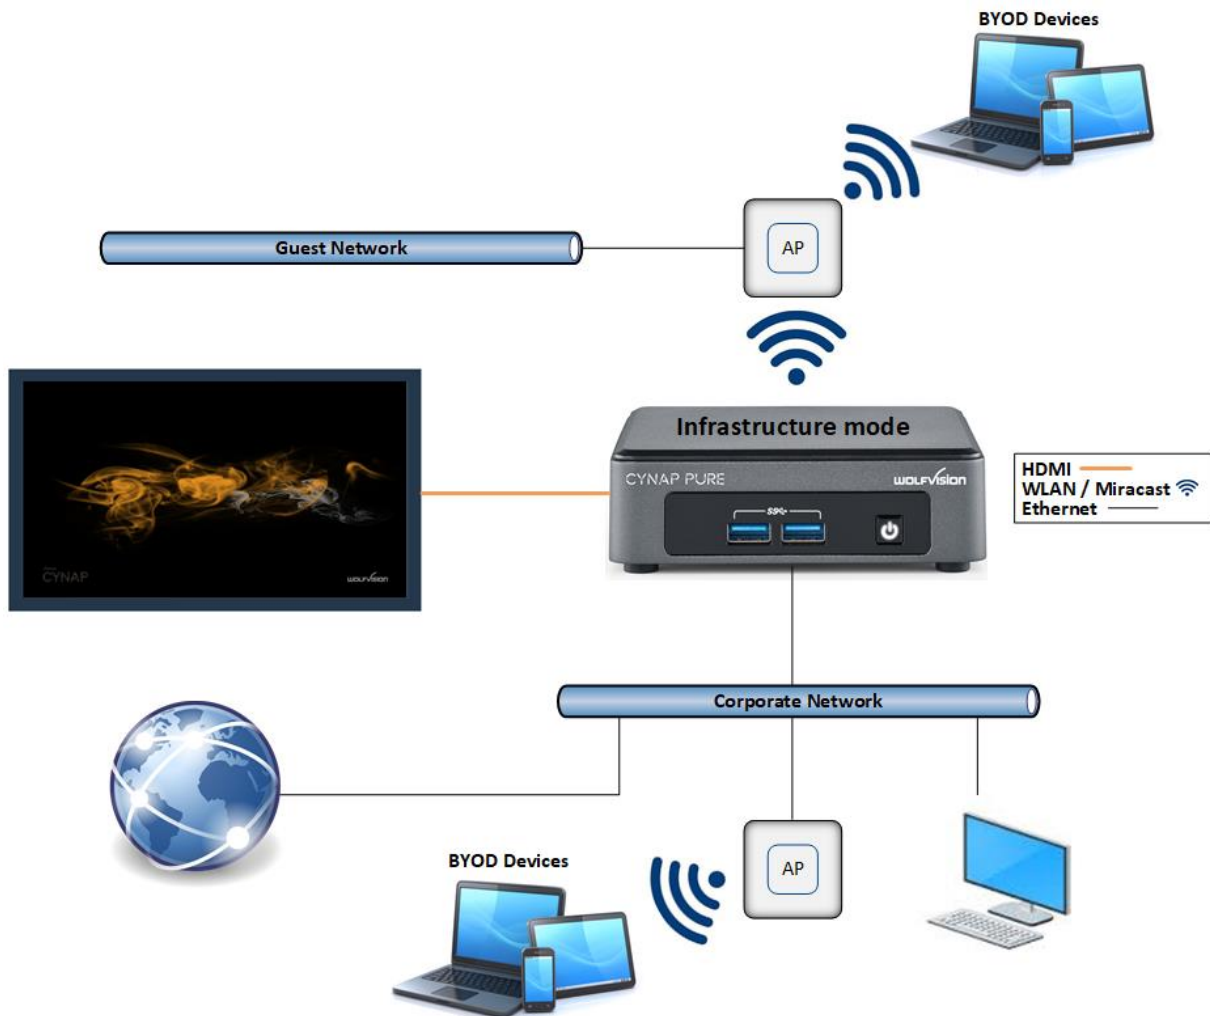 BYOD Devices
Guest Network
AP
Infrastructure mode
CYNAP PURE
WOLFVISION
SS
HDMI
WLAN / Miracast
Ethernet
CYNAP
WOLFVISION
Corporate Network
BYOD Devices
AP